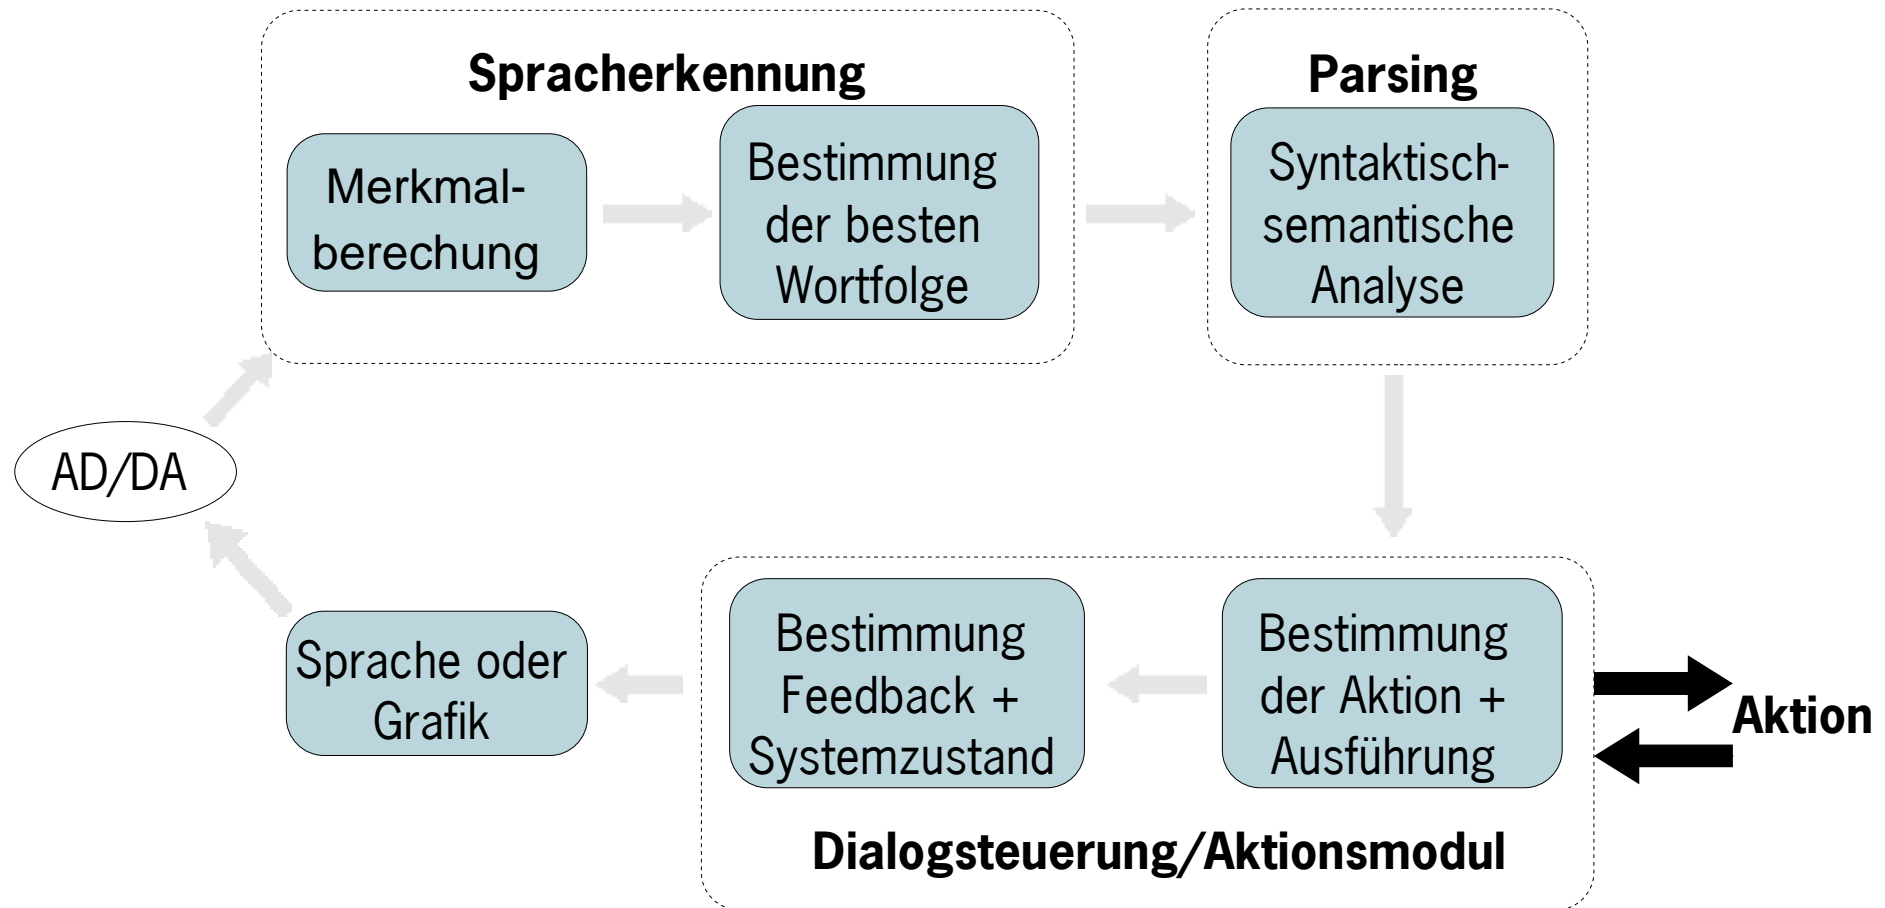 Spracherkennung
Merkmal-
berechung
Bestimmung
der besten
Wortfolge
Parsing
Syntaktisch-
semantische
Analyse
AD/DA
Sprache oder
Grafik
Bestimmung
Feedback +
Systemzustand
Bestimmung
der Aktion +
Ausführung
Aktion
Dialogsteuerung/Aktionsmodul